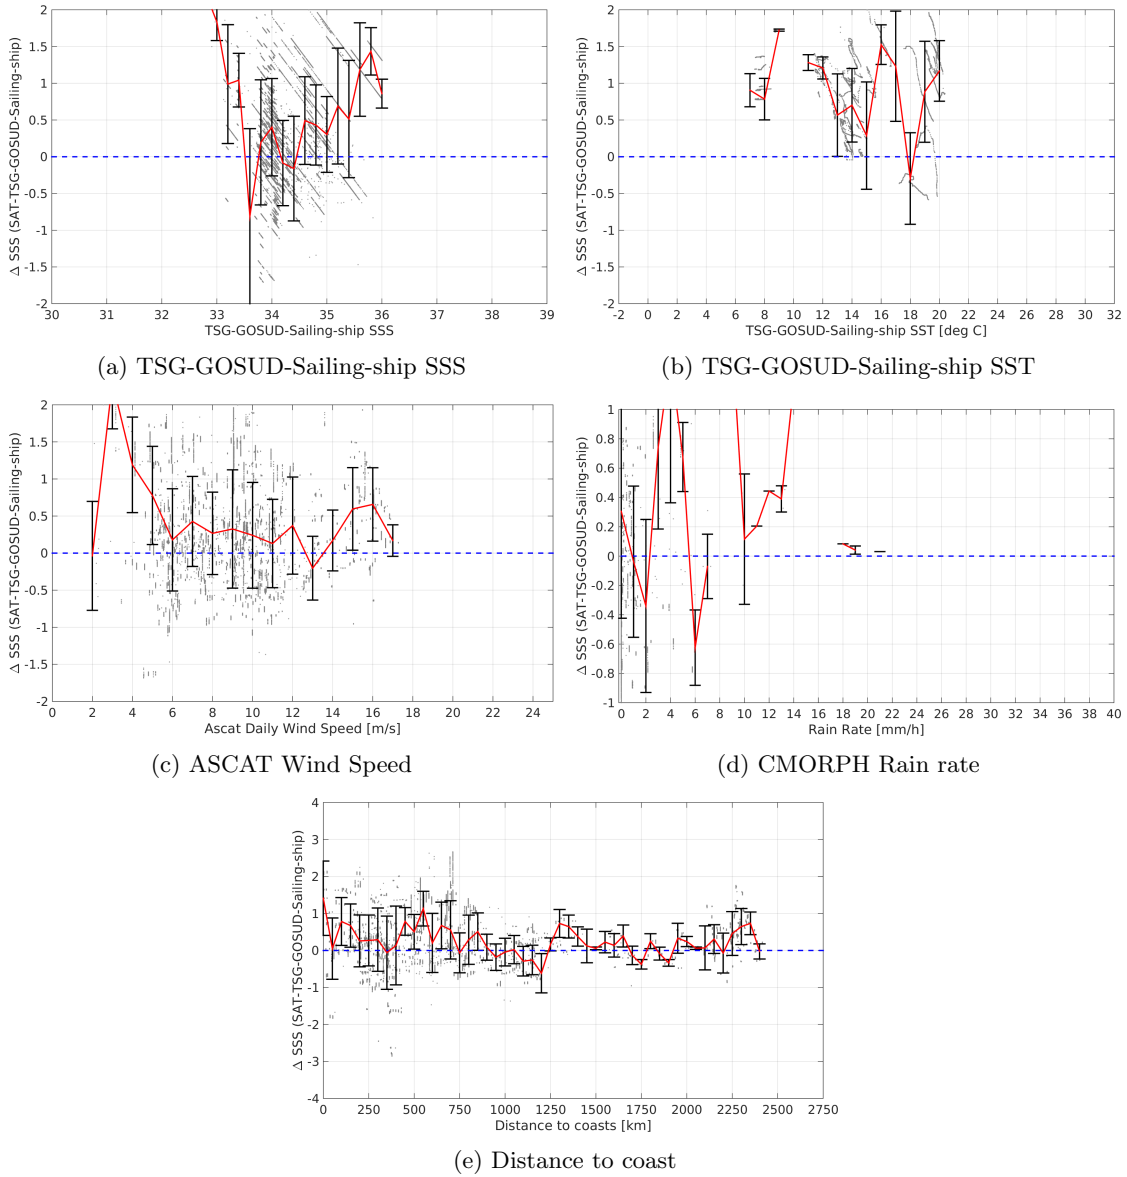 2
1.5
1
0.5
0
-0.5
-1
-1.5
-2
30 31 32 33 34 35 36 37 38 39
Δ SSS (SAT-TSG-GOSUD-Sailing-ship)
TSG-GOSUD-Sailing-ship SSS
(a) TSG-GOSUD-Sailing-ship SSS
2
1.5
1
0.5
0
-0.5
-1
-1.5
-2
-2 0 2 4 6 8 10 12 14 16 18 20 22 24 26 28 30 32
Δ SSS (SAT-TSG-GOSUD-Sailing-ship)
TSG-GOSUD-Sailing-ship SST [deg C]
(b) TSG-GOSUD-Sailing-ship SST
2
1.5
1
0.5
0
-0.5
-1
-1.5
-2
0 2 4 6 8 10 12 14 16 18 20 22 24
Δ SSS (SAT-TSG-GOSUD-Sailing-ship)
Ascat Daily Wind Speed [m/s]
(c) ASCAT Wind Speed
1
0.8
0.6
0.4
0.2
0
-0.2
-0.4
-0.6
-0.8
-1
0 2 4 6 8 10 12 14 16 18 20 22 24 26 28 30 32 34 36 38 40
Δ SSS (SAT-TSG-GOSUD-Sailing-ship)
Rain Rate [mm/h]
(d) CMORPH Rain rate
4
3
2
1
0
-1
-2
-3
-4
0 250 500 750 1000 1250 1500 1750 2000 2250 2500 2750
Δ SSS (SAT-TSG-GOSUD-Sailing-ship)
Distance to coasts [km]
(e) Distance to coast